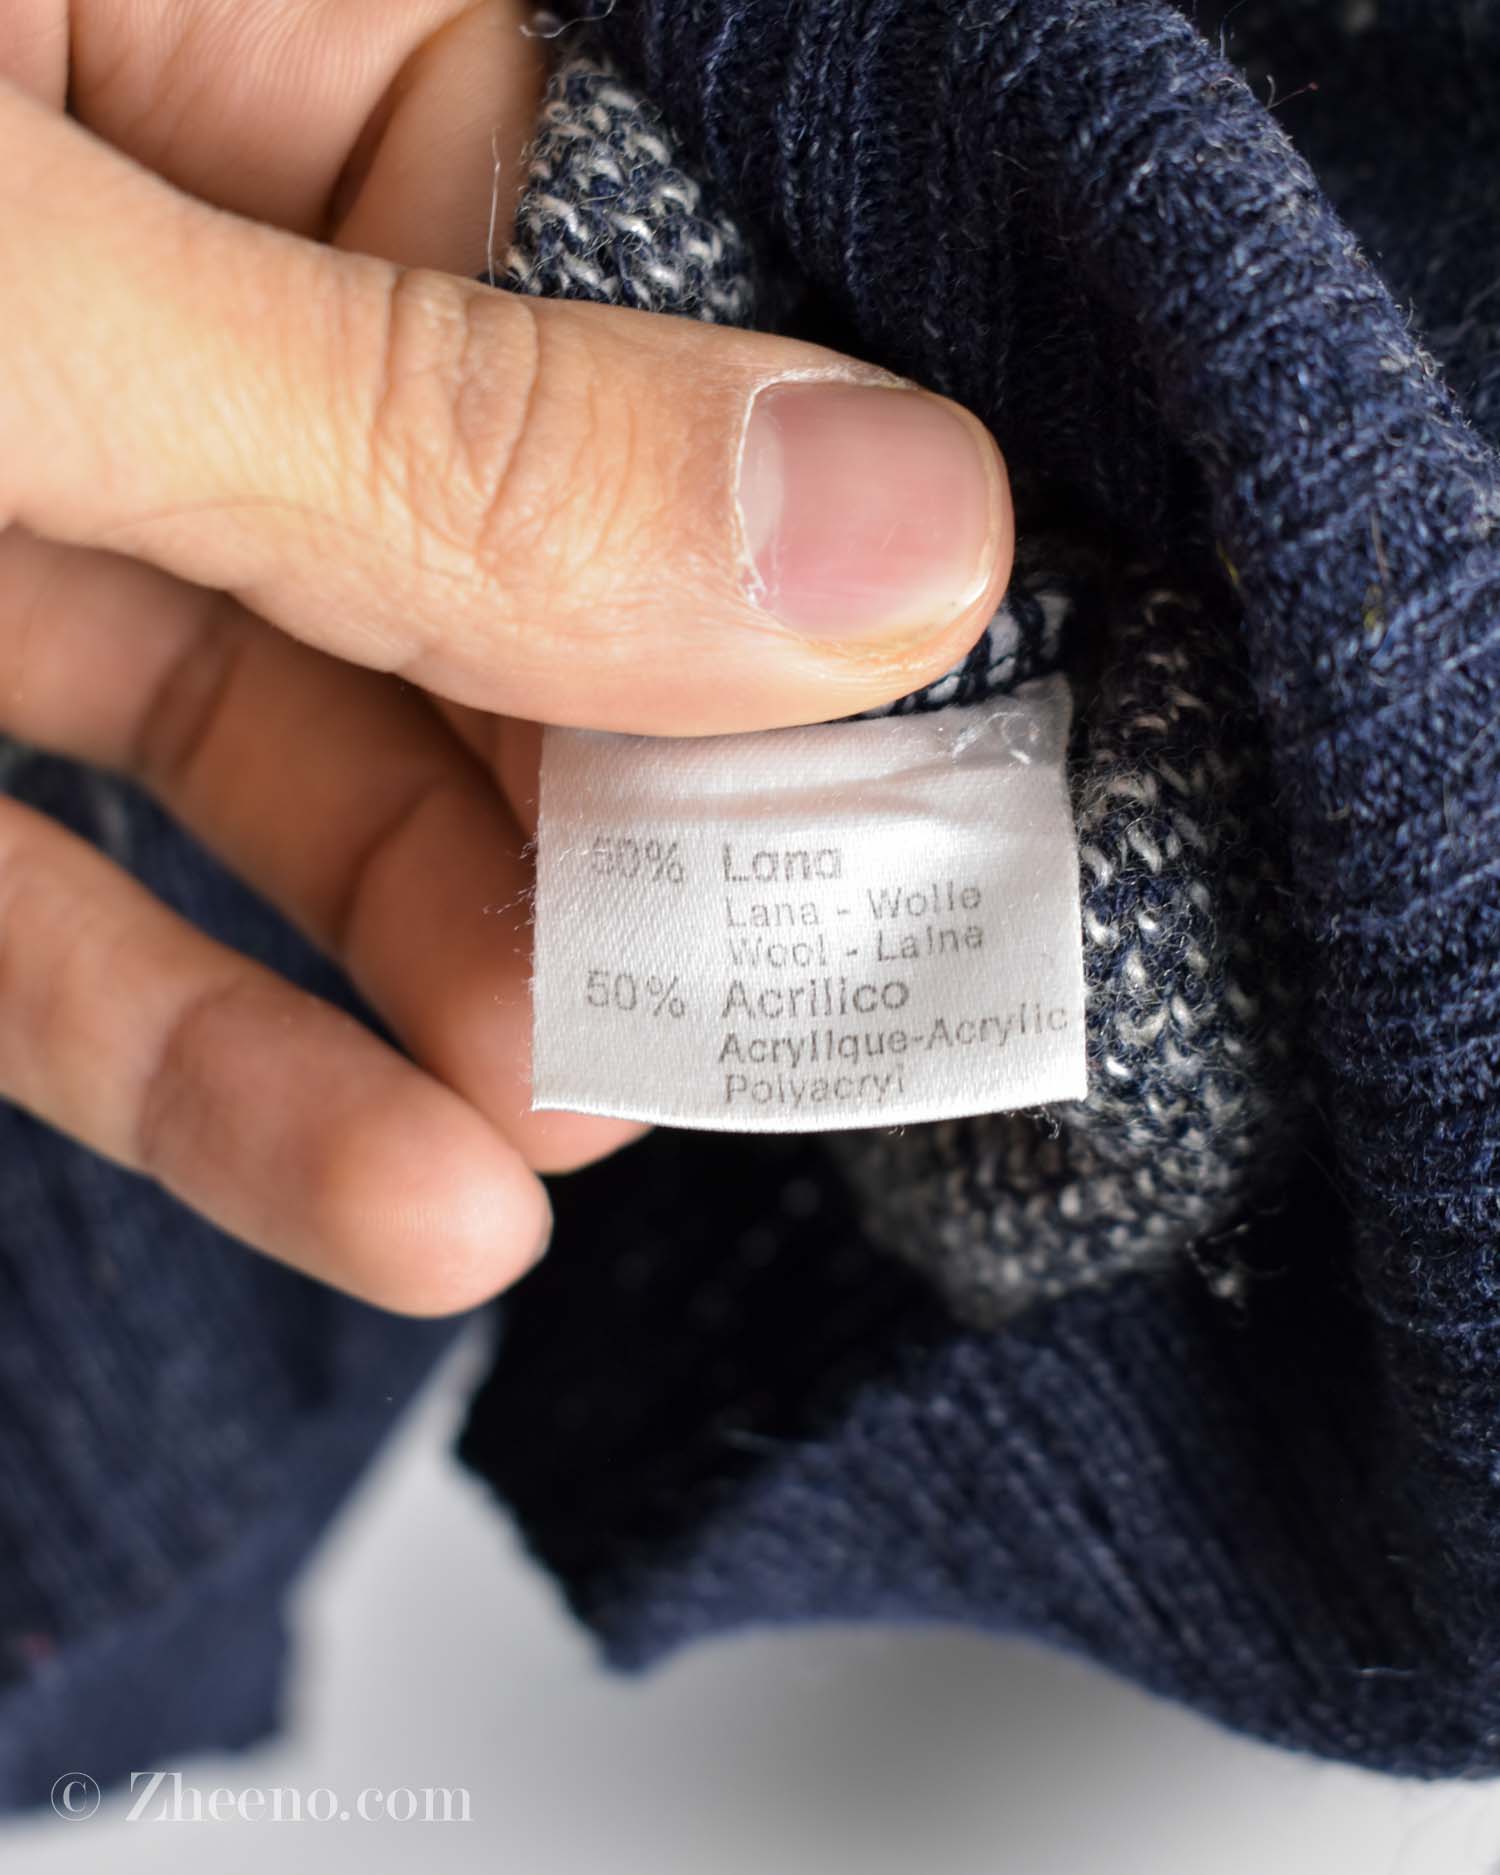 50% Lana
Lana - Wolle
Wool - Laine
50% Acrilico
Acrylique-Acrylic
Polyacryl
© Zheeno.com